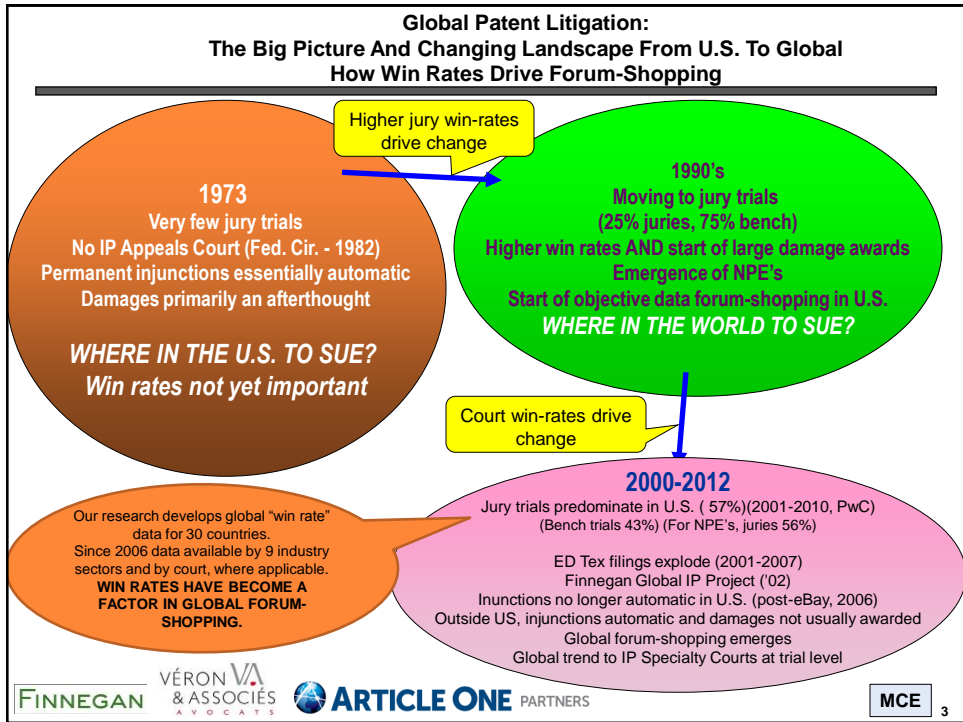 Global Patent Litigation:
The Big Picture And Changing Landscape From U.S. To Global
How Win Rates Drive Forum-Shopping
Higher jury win-rates
drive change
1973
Very few jury trials
No IP Appeals Court (Fed. Cir. - 1982)
Permanent injunctions essentially automatic
Damages primarily an afterthought
WHERE IN THE U.S. TO SUE?
Win rates not yet important
1990's
Moving to jury trials
(25% juries, 75% bench)
Higher win rates AND start of large damage awards
Emergence of NPE's
Start of objective data forum-shopping in U.S.
WHERE IN THE WORLD TO SUE?
Court win-rates drive
change
2000-2012
Jury trials predominate in U.S. ( 57%)(2001-2010, PwC)
(Bench trials 43%) (For NPE's, juries 56%)
ED Tex filings explode (2001-2007)
Finnegan Global IP Project ('02)
Inunctions no longer automatic in U.S. (post-eBay, 2006)
Outside US, injunctions automatic and damages not usually awarded
Global forum-shopping emerges
Global trend to IP Specialty Courts at trial level
Our research develops global "win rate"
data for 30 countries.
Since 2006 data available by 9 industry
sectors and by court, where applicable.
WIN RATES HAVE BECOME A
FACTOR IN GLOBAL FORUM-
SHOPPING.
FINNEGAN
VÉRON VA
& ASSOCIÉS
AVOCATS
ARTICLE ONE PARTNERS
MCE
3